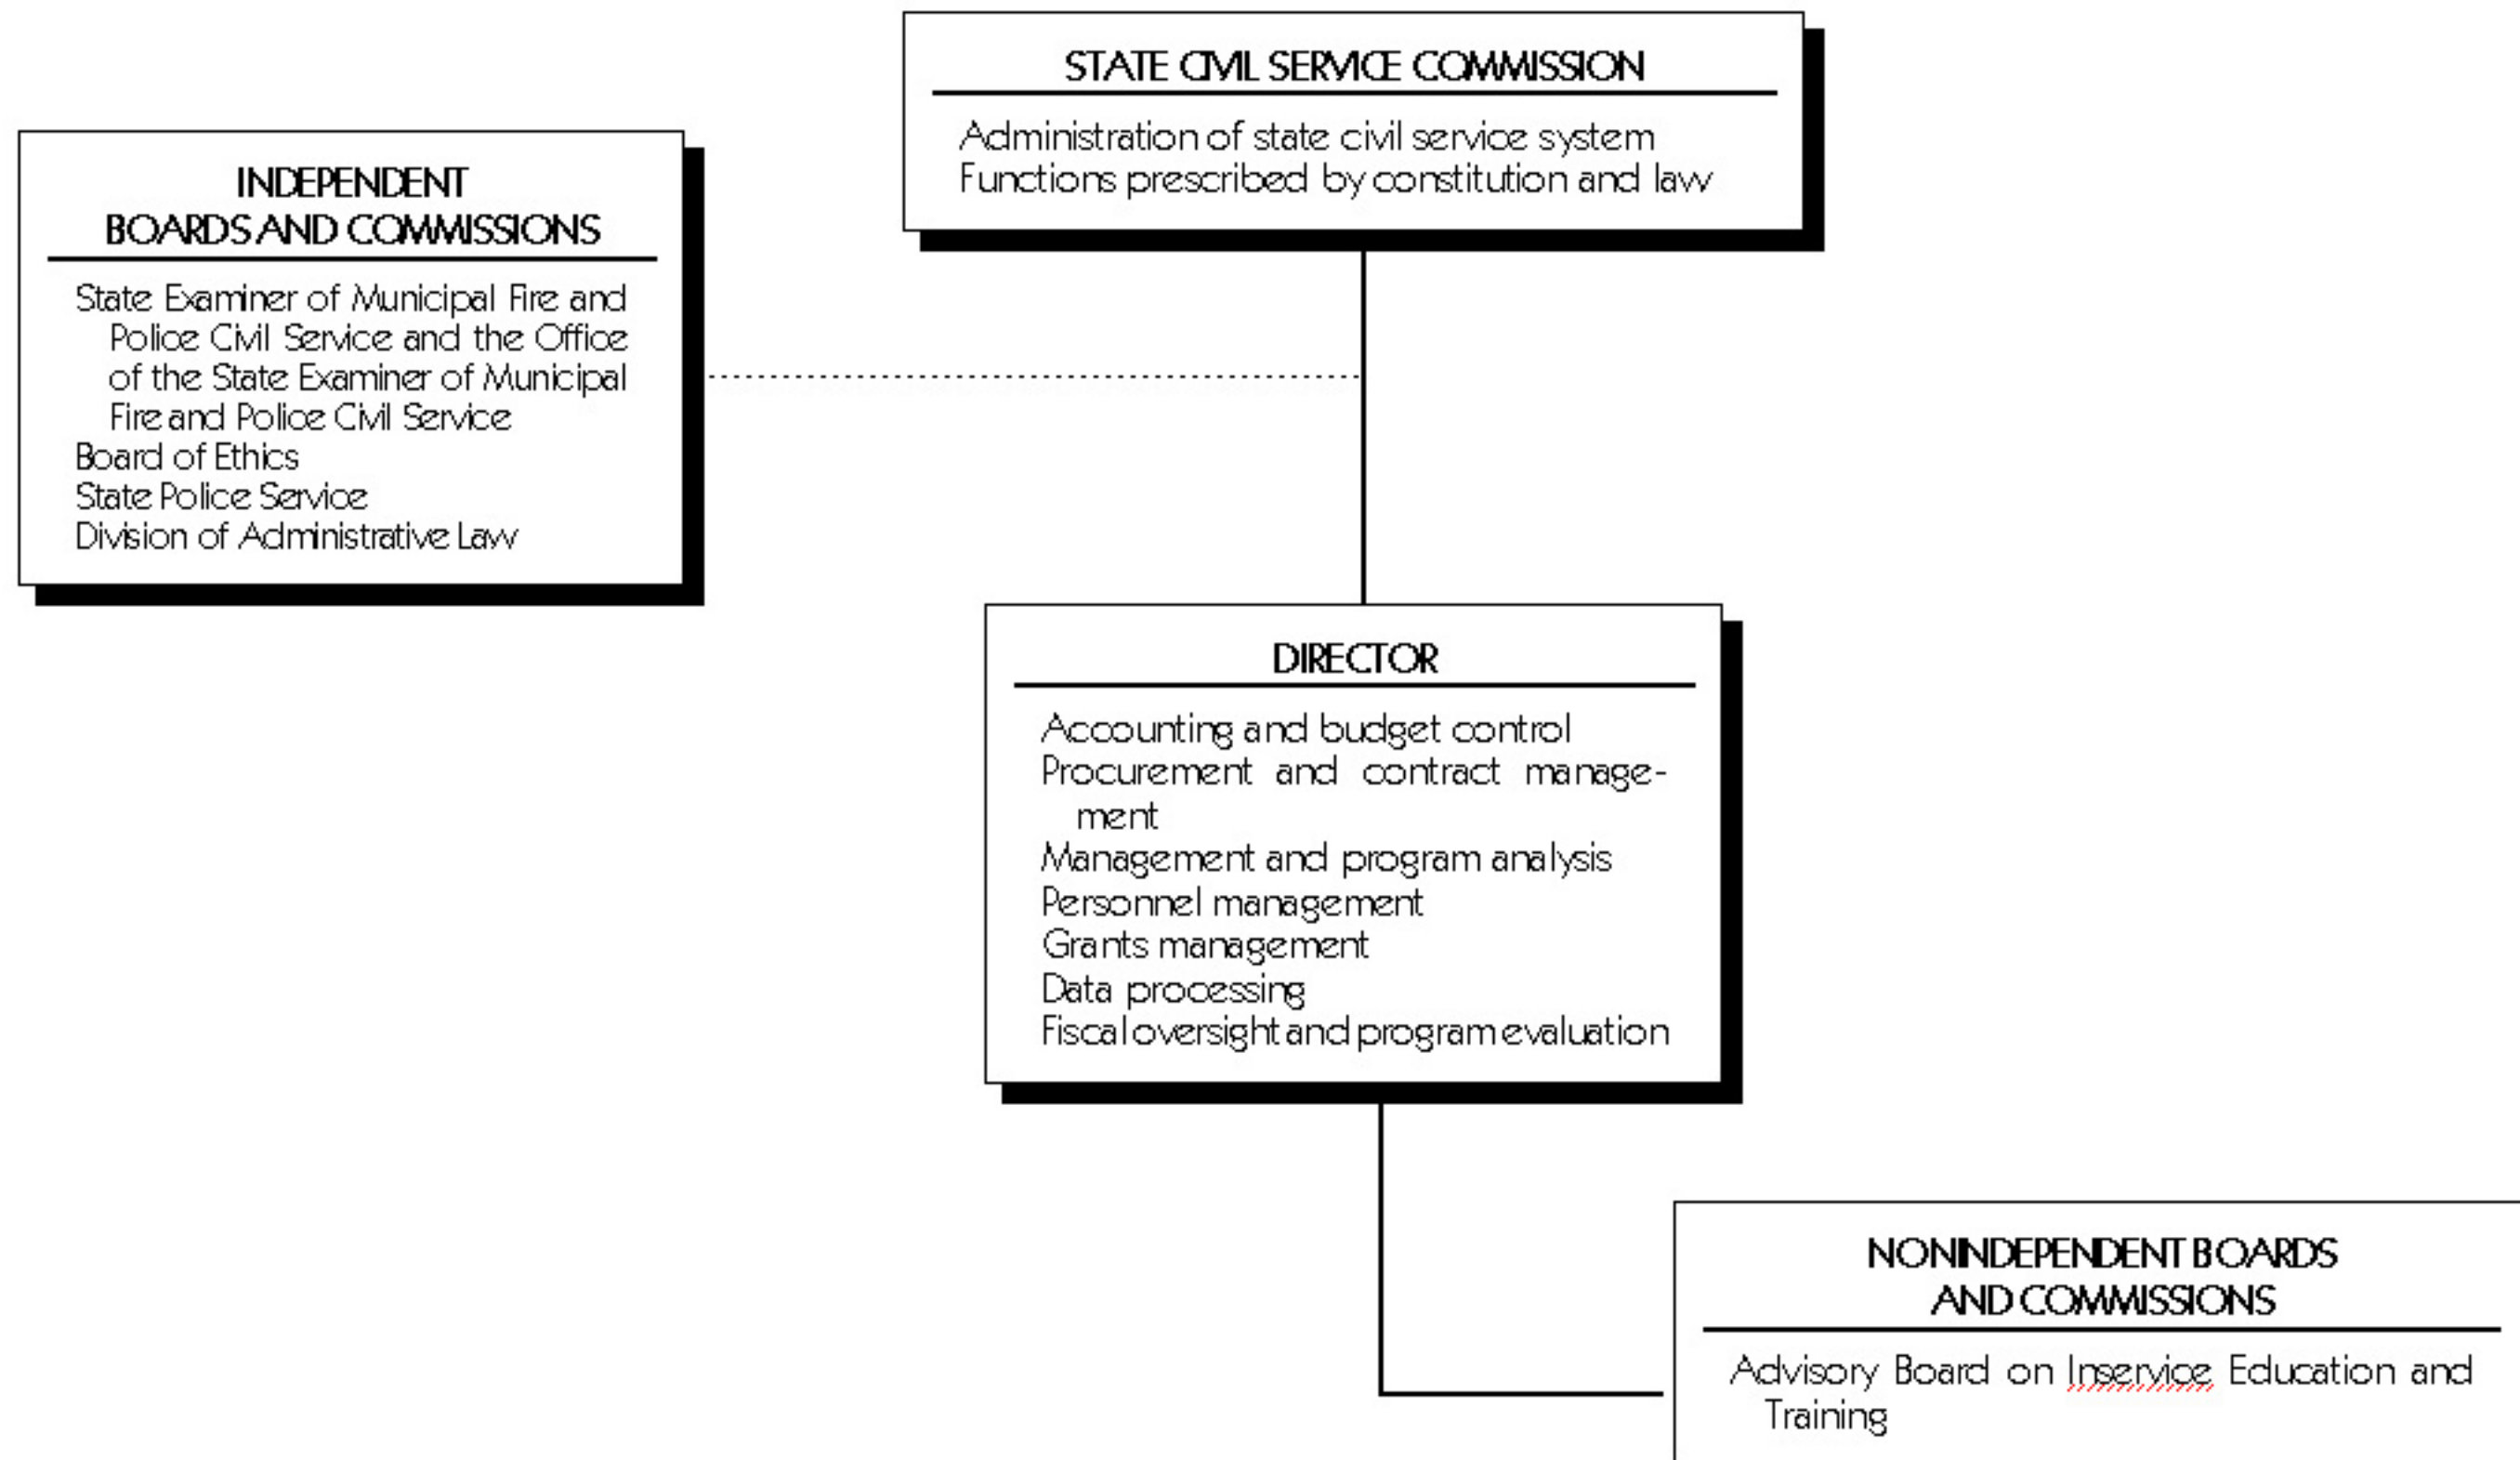 STATE CIVIL SERVICE COMMISSION
Administration of state civil service system
Functions prescribed by constitution and law
INDEPENDENT
BOARDS AND COMMISSIONS
State Examiner of Municipal Fire and
Police Civil Service and the Office
of the State Examiner of Municipal
Fire and Police Civil Service
Board of Ethics
State Police Service
Division of Administrative Law
DIRECTOR
Accounting and budget control
Procurement and contract manage-
ment
Management and program analysis
Personnel management
Grants management
Data processing
Fiscal oversight and program evaluation
NONINDEPENDENT BOARDS
AND COMMISSIONS
Advisory Board on Inservice Education and
Training